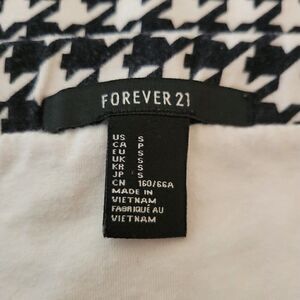 FOREVER 21
US S
CA P
EU S
UK S
KR S
JP S
CN 160/66A
MADE IN
VIETNAM
FABRIQUÉ AU
VIETNAM